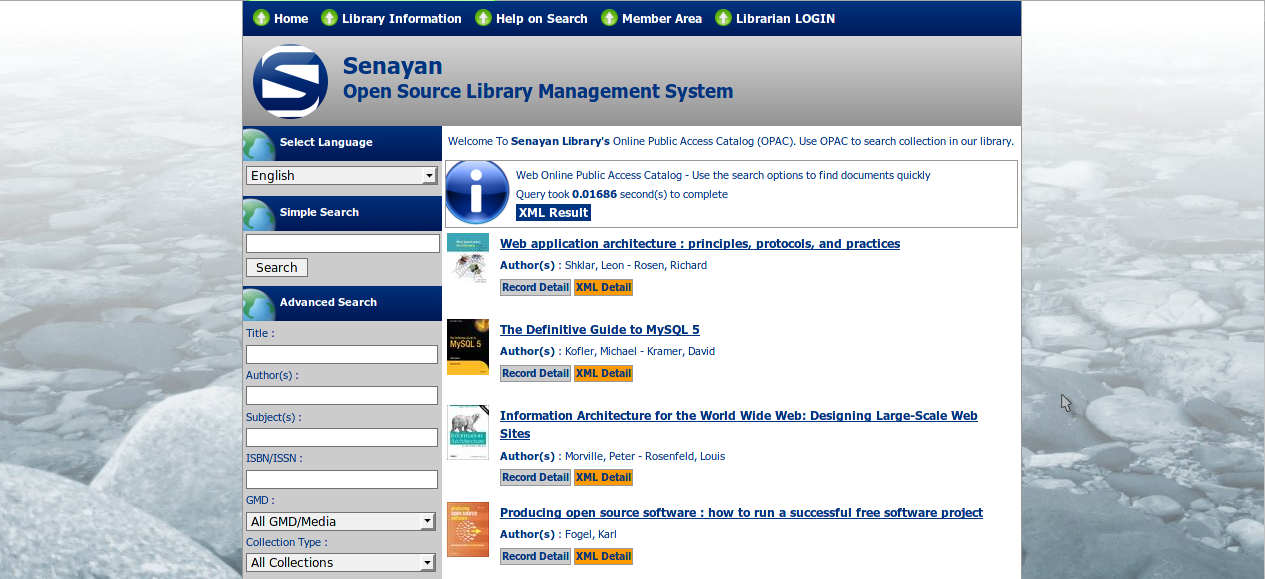 Home Library Information Help on Search Member Area Librarian LOGIN
Senayan
Open Source Library Management System
Select Language
English
Simple Search
Search
Advanced Search
Title :
Author(s) :
Subject(s) :
ISBN/ISSN :
GMD :
All GMD/Media
Collection Type :
All Collections
Welcome To Senayan Library's Online Public Access Catalog (OPAC). Use OPAC to search collection in our library.
Web Online Public Access Catalog - Use the search options to find documents quickly
Query took 0.01686 second(s) to complete
XML Result
Web application architecture : principles, protocols, and practices
Author(s) : Shklar, Leon - Rosen, Richard
Record Detail XML Detail
MySQL 5
The Definitive Guide to MySQL 5
Author(s) : Kofler, Michael - Kramer, David
Record Detail XML Detail
Information Architecture for the World Wide Web: Designing Large-Scale Web
Sites
Author(s) : Morville, Peter - Rosenfeld, Louis
Record Detail XML Detail
Producing open source software : how to run a successful free software project
Author(s) : Fogel, Karl
Record Detail XML Detail